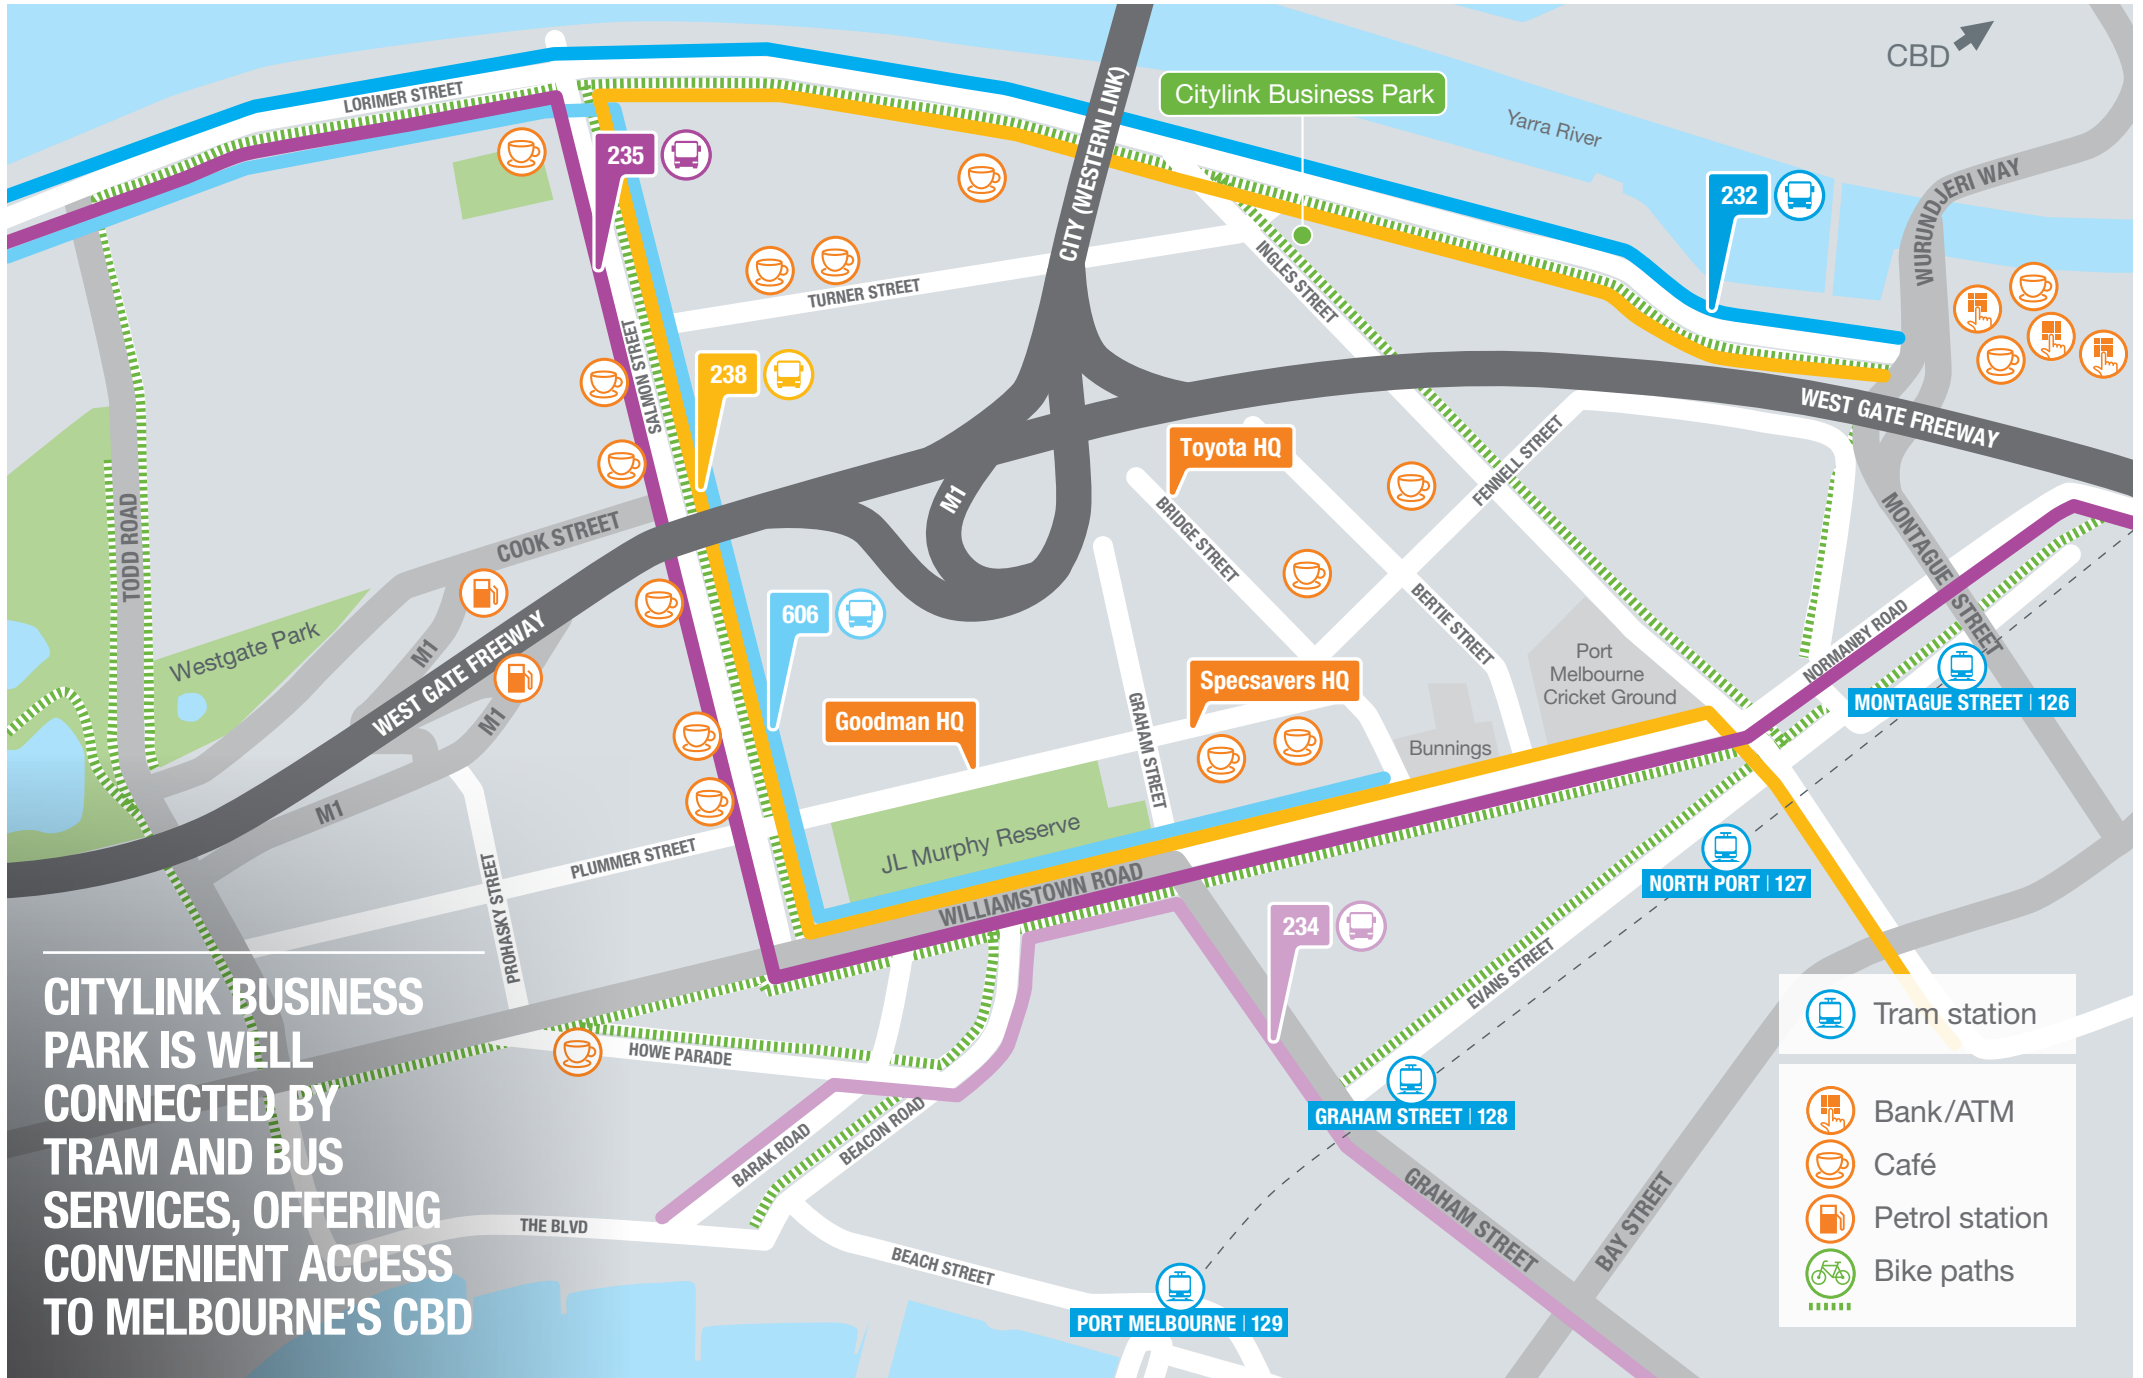 CBD
Citylink Business Park
Yarra River
LORIMER STREET
CITY (WESTERN LINK)
235
232
WURUNDJERI WAY
INGLES STREET
TURNER STREET
SALMON STREET
238
WEST GATE FREEWAY
Toyota HQ
FENNELL STREET
M1
BRIDGE STREET
TODD ROAD
COOK STREET
MONTAGUE STREET
606
BERTIE STREET
NORMANBY ROAD
Westgate Park
M1
WEST GATE FREEWAY
M1
Port
Melbourne
Cricket Ground
Specsavers HQ
MONTAGUE STREET | 126
Goodman HQ
GRAHAM STREET
Bunnings
M1
JL Murphy Reserve
PLUMMER STREET
PROHASKY STREET
WILLIAMSTOWN ROAD
NORTH PORT | 127
234
EVANS STREET
HOWE PARADE
GRAHAM STREET | 128
BARAK ROAD
BEACON ROAD
GRAHAM STREET
BAY STREET
THE BLVD
BEACH STREET
PORT MELBOURNE | 129
CITYLINK BUSINESS
PARK IS WELL
CONNECTED BY
TRAM AND BUS
SERVICES, OFFERING
CONVENIENT ACCESS
TO MELBOURNE'S CBD
Tram station
Bank/ATM
Café
Petrol station
Bike paths